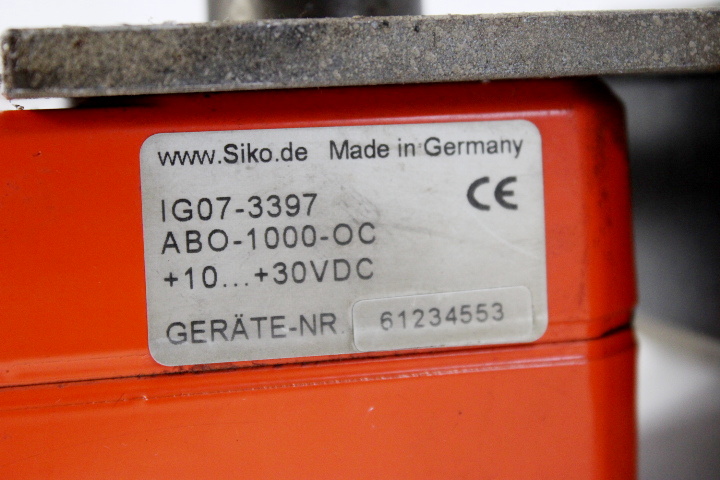 www.Siko.de Made in Germany
IG07-3397 CE
ABO-1000-OC
+10...+30VDC
GERÄTE-NR. 61234553